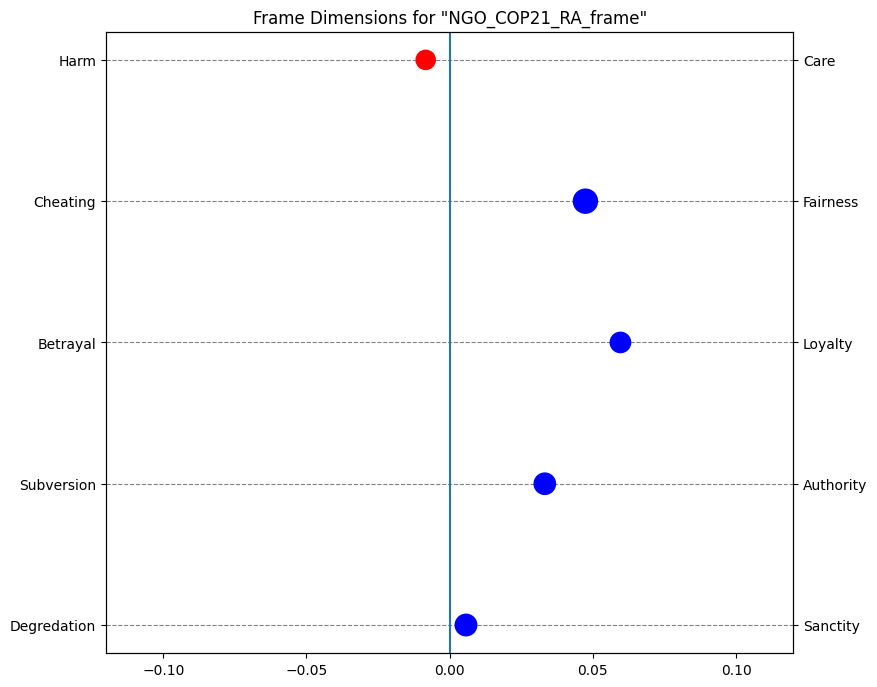 Frame Dimensions for "NGO_COP21_RA_frame"
Harm
Care
Cheating
Fairness
Betrayal
Loyalty
Subversion
Authority
Degredation
Sanctity
−0.10
−0.05
0.00
0.05
0.10